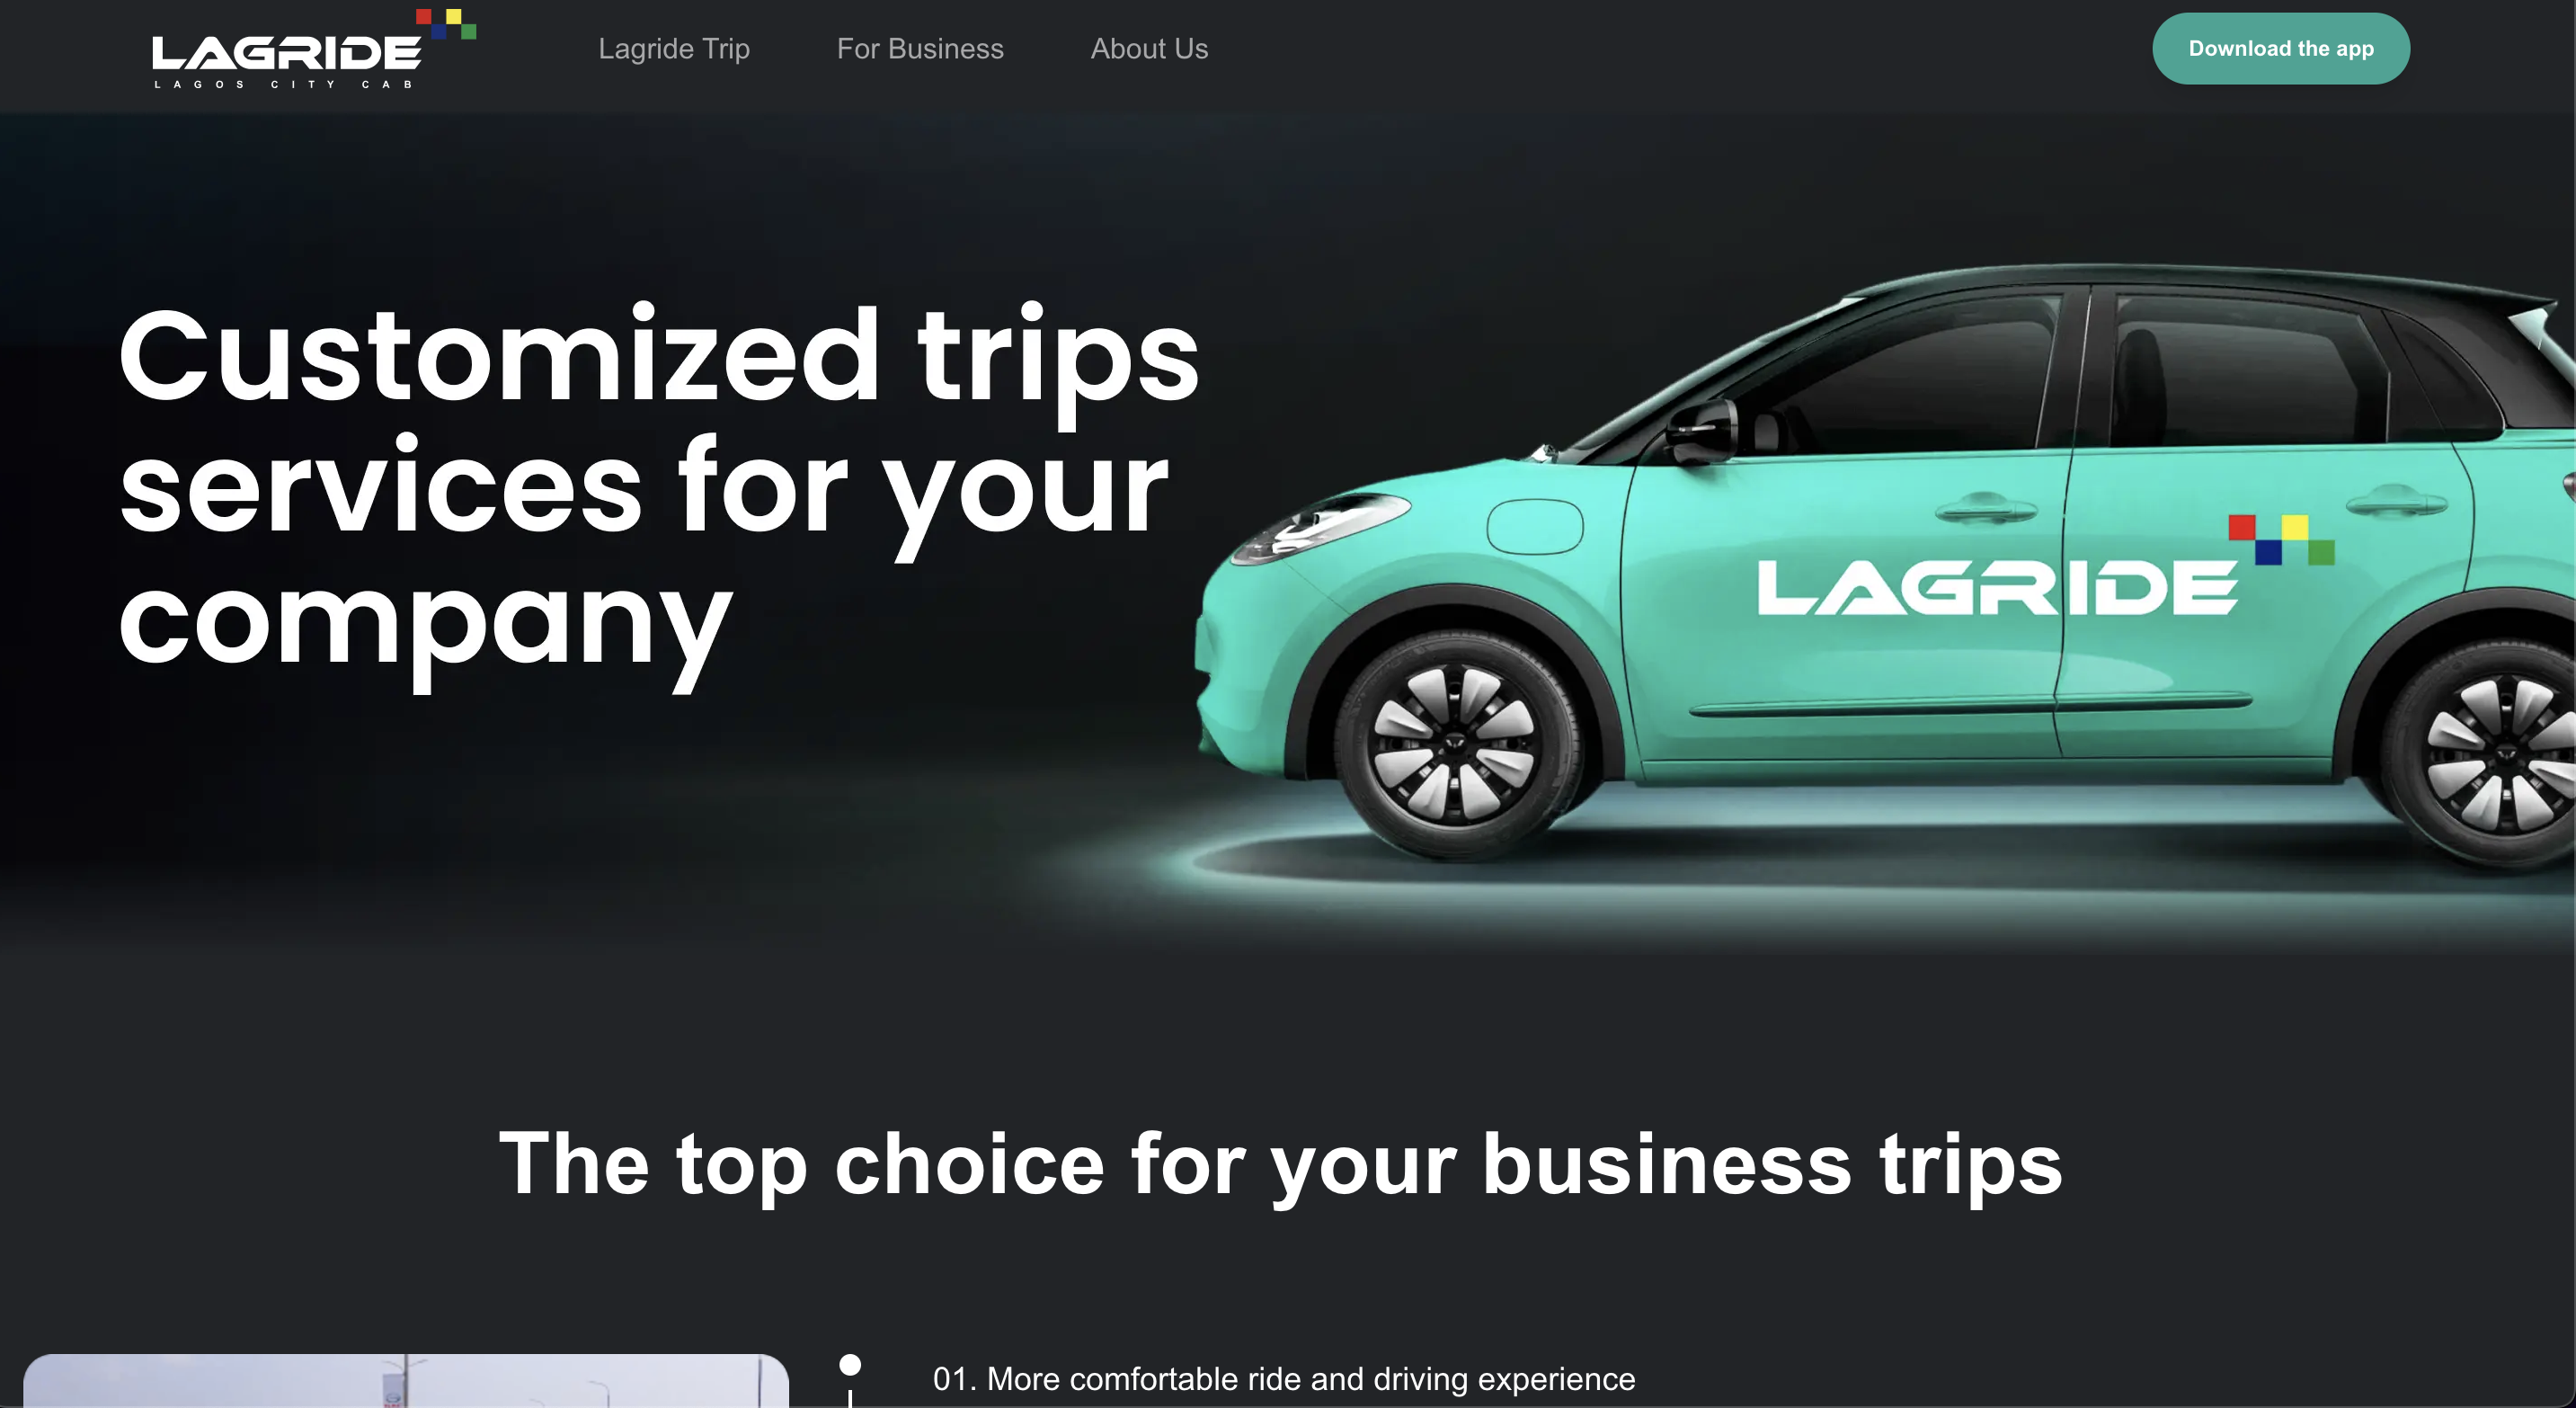 LAGRIDE
LAGOS CITY CAB
Lagride Trip
For Business
About Us
Download the app
Customized trips
services for your
company
LAGRIDE
The top choice for your business trips
01. More comfortable ride and driving experience